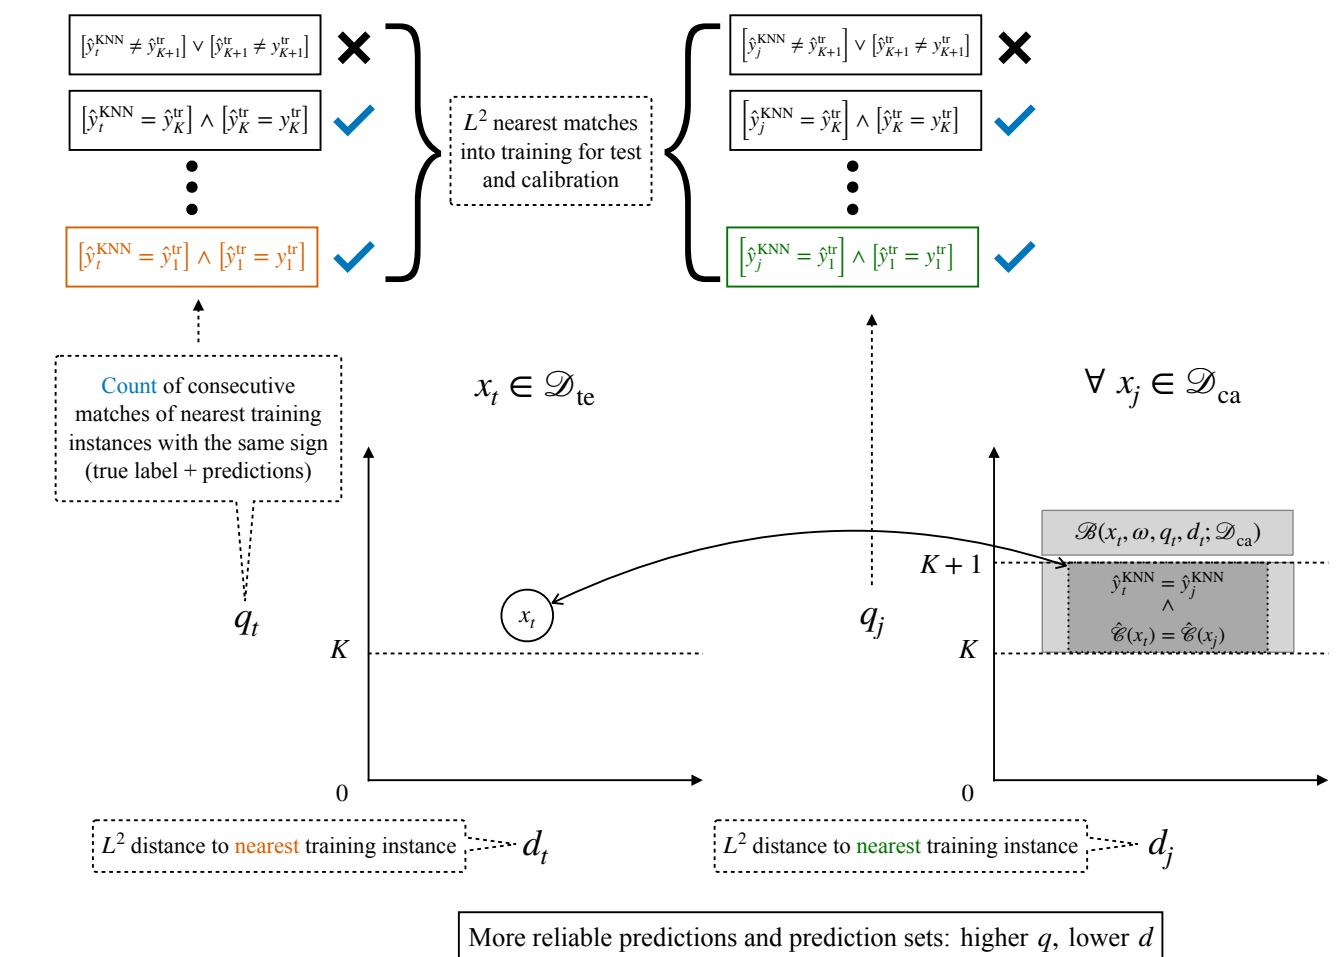 [ŷ_t^KNN ≠ ŷ_{K+1}^tr] ∨ [ŷ_{K+1}^tr ≠ y_{K+1}^tr]
[ŷ_t^KNN = ŷ_K^tr] ∧ [ŷ_K^tr = y_K^tr]
[ŷ_t^KNN = ŷ_1^tr] ∧ [ŷ_1^tr = y_1^tr]
L² nearest matches
into training for test
and calibration
[ŷ_j^KNN ≠ ŷ_{K+1}^tr] ∨ [ŷ_{K+1}^tr ≠ y_{K+1}^tr]
[ŷ_j^KNN = ŷ_K^tr] ∧ [ŷ_K^tr = y_K^tr]
[ŷ_j^KNN = ŷ_1^tr] ∧ [ŷ_1^tr = y_1^tr]
Count of consecutive
matches of nearest training
instances with the same sign
(true label + predictions)
q_t
x_t ∈ 𝒟_te
x_t
K
0
L² distance to nearest training instance
d_t
∀ x_j ∈ 𝒟_ca
q_j
ℬ(x_t, ω, q_t, d_t; 𝒟_ca)
K + 1
ŷ_t^KNN = ŷ_j^KNN
∧
𝒞̂(x_t) = 𝒞̂(x_j)
K
0
L² distance to nearest training instance
d_j
More reliable predictions and prediction sets: higher q, lower d